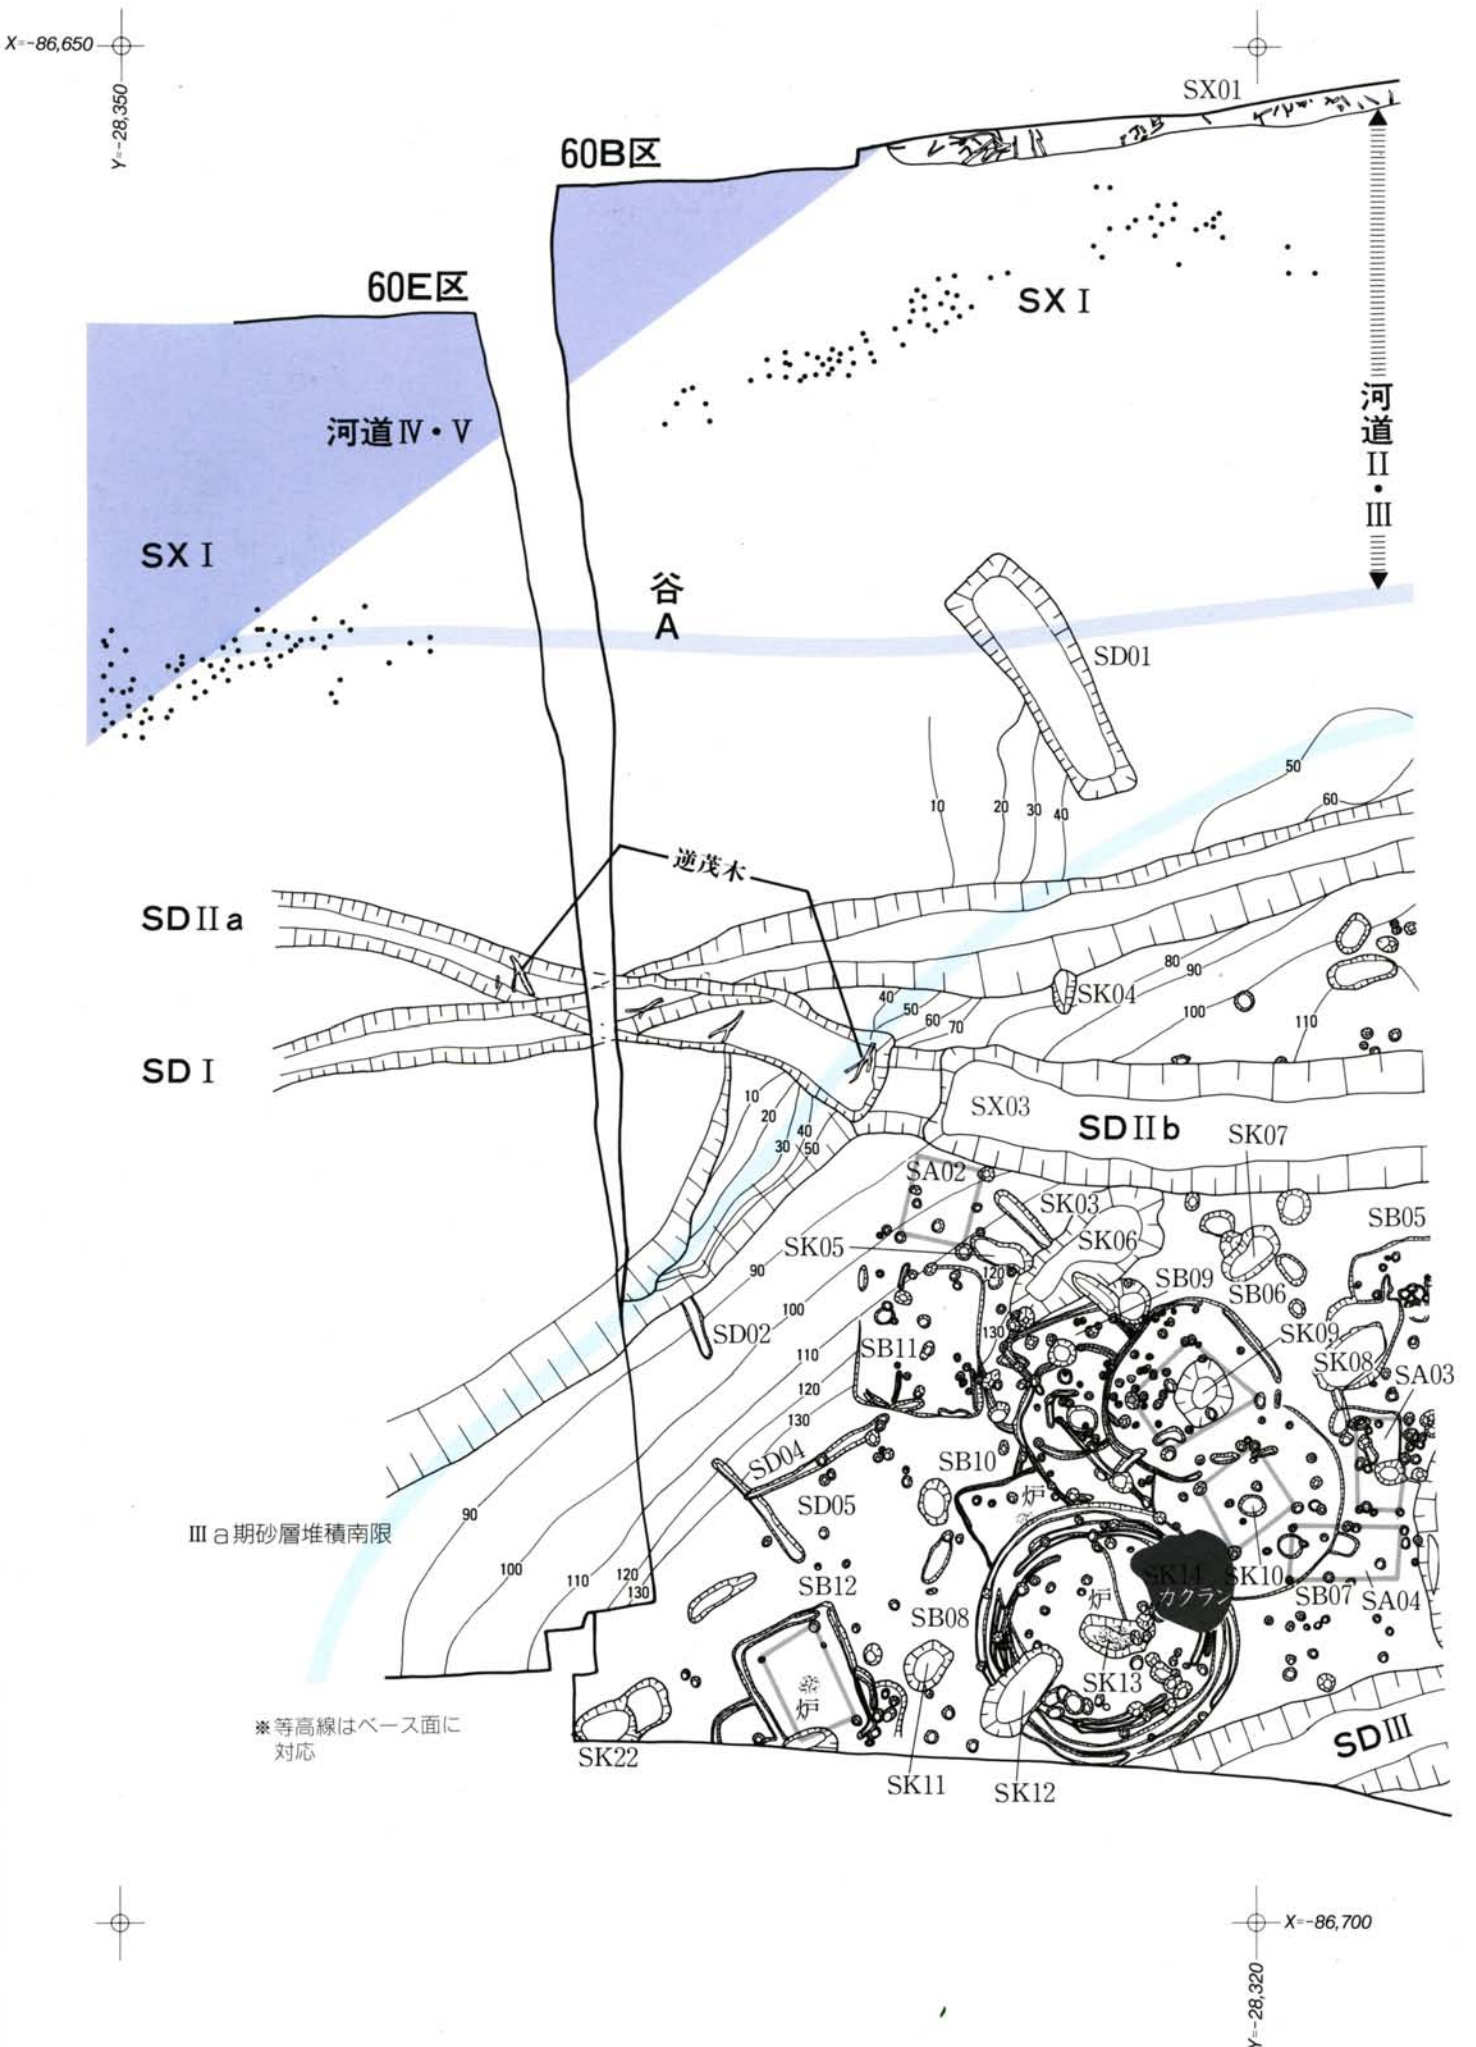 X=-86,650
Y=-28,350
SX01
60B区
60E区
SXⅠ
河道Ⅳ・Ⅴ
河道Ⅱ・Ⅲ
SXⅠ
谷A
SD01
50
60
10
20
30
40
逆茂木
SDⅡa
80
90
SK04
100
110
40
50
60
70
SDⅠ
10
20
30
40
50
SX03
SDⅡb
SK07
SA02
SK03
SB05
SK05
SK06
120
90
SB09
SB06
100
130
SD02
SK09
SB11
SK08
110
SA03
120
130
SD04
SB10
炉
SD05
90
Ⅲa期砂層堆積南限
100
110
120
130
SB12
SB08
炉
SK14
カクラン
SK10
SB07
SA04
SK13
炉
※等高線はベース面に
対応
SK22
SK11
SK12
SDⅢ
X=-86,700
Y=-28,320